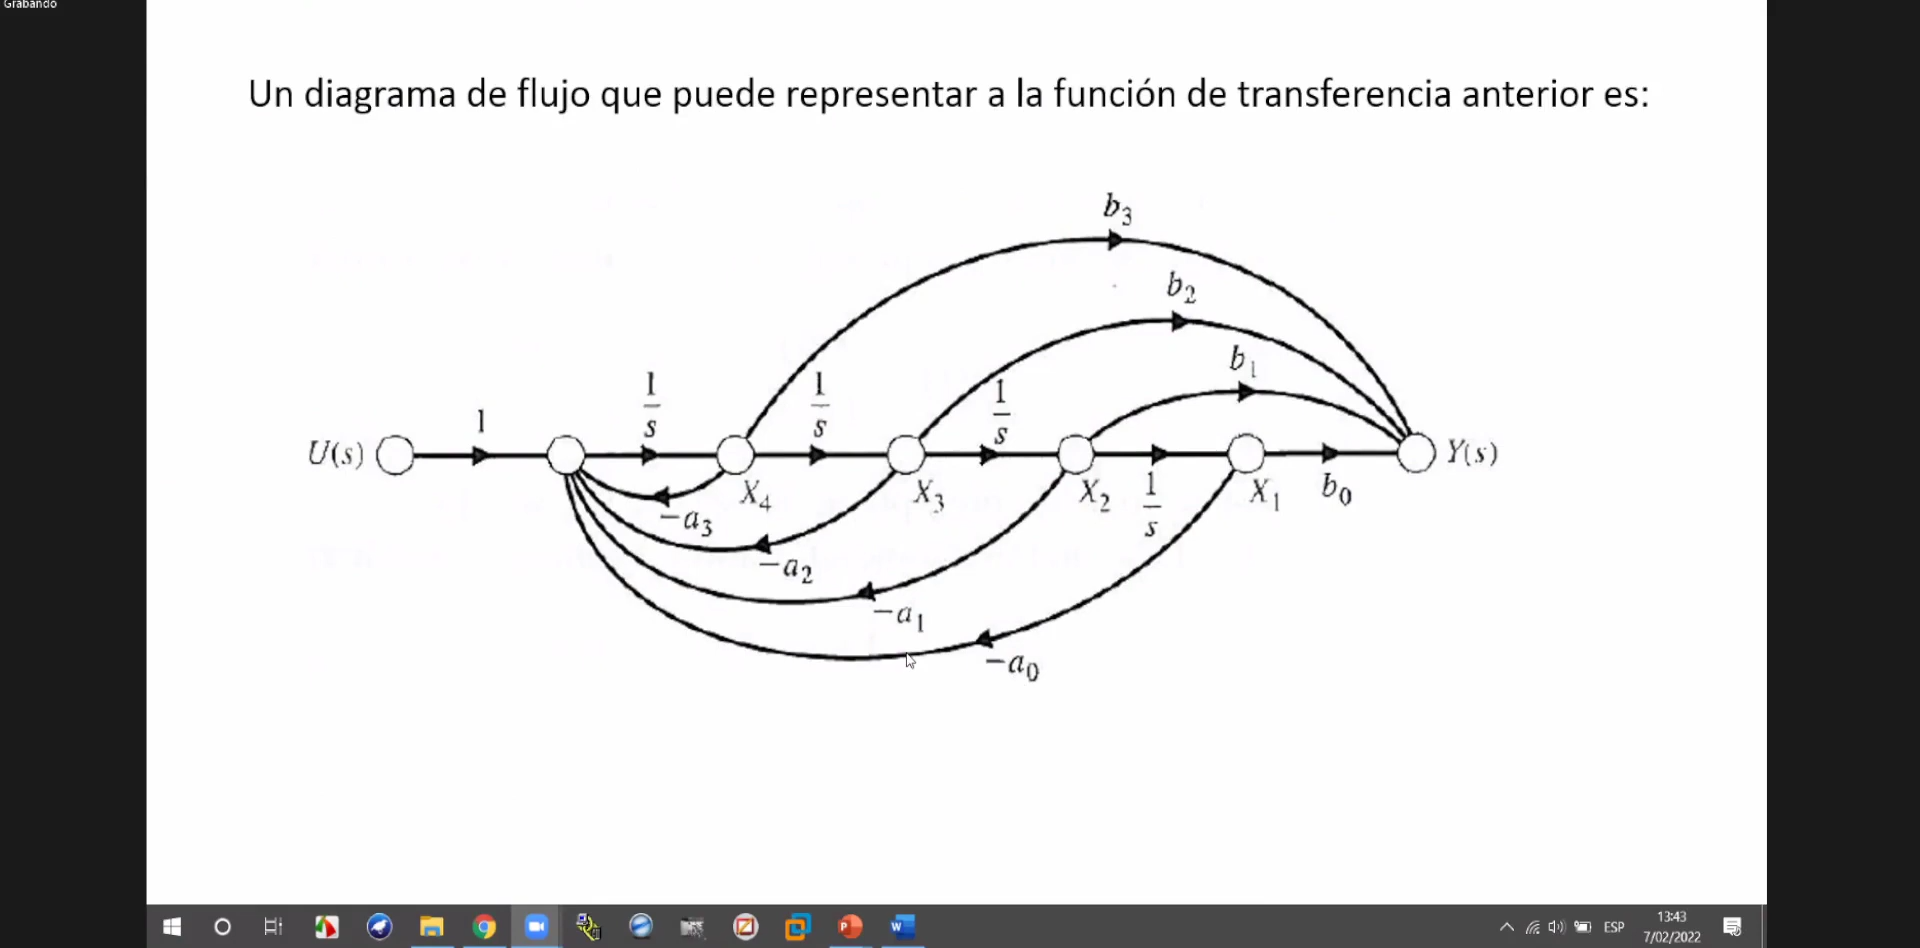 Grabando
Un diagrama de flujo que puede representar a la función de transferencia anterior es:
b3
b2
b1
1/s
1/s
1/s
1
U(s)
Y(s)
X4
X3
X2
1/s
X1
b0
−a3
−a2
−a1
−a0
ESP
13:43
7/02/2022